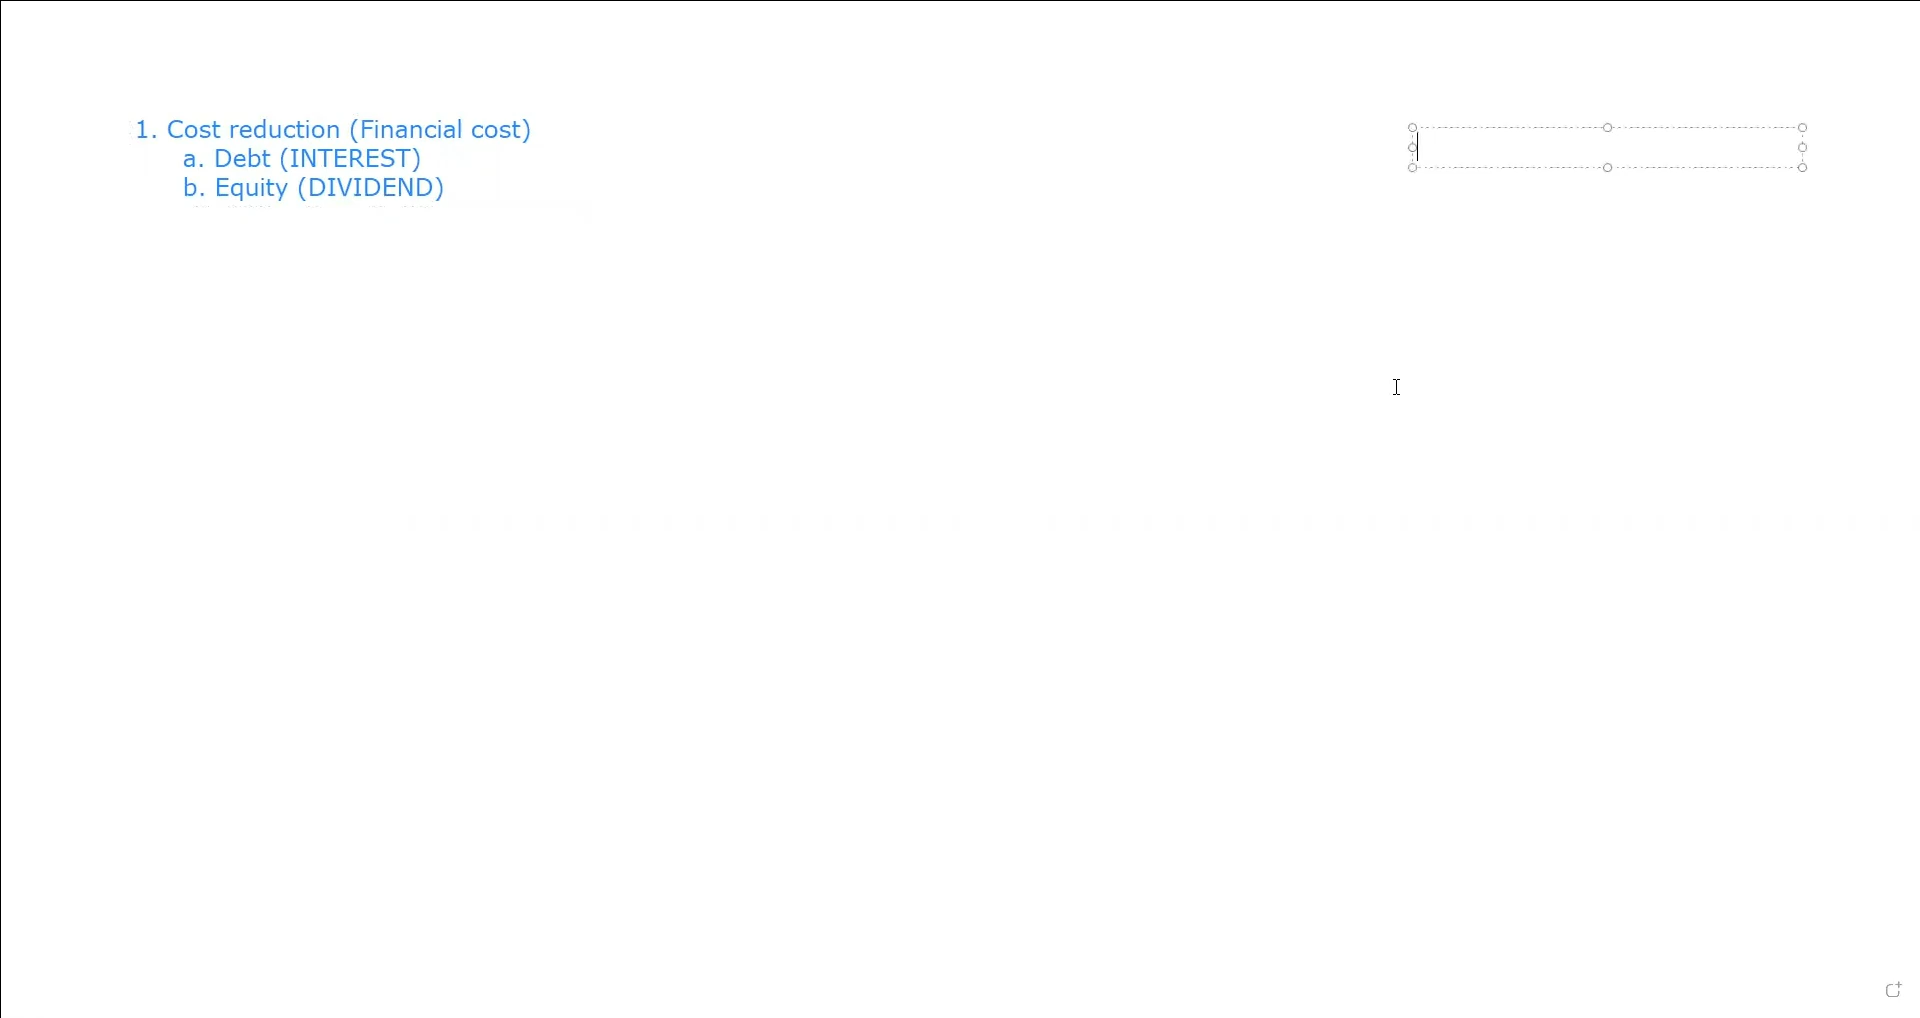 1. Cost reduction (Financial cost)
a. Debt (INTEREST)
b. Equity (DIVIDEND)